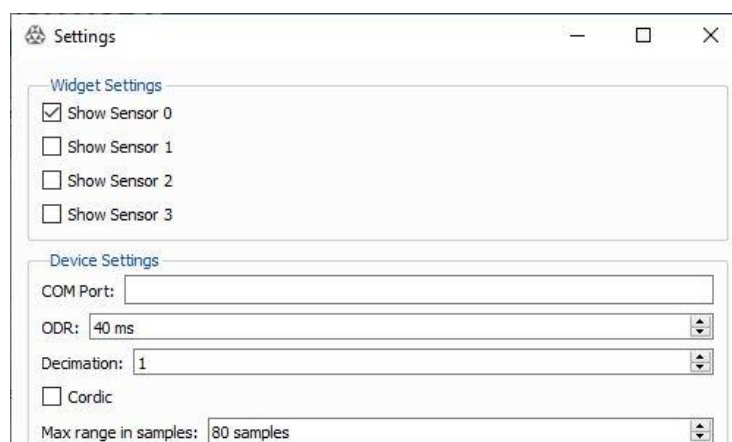 Settings
Widget Settings
Show Sensor 0
Show Sensor 1
Show Sensor 2
Show Sensor 3
Device Settings
COM Port:
ODR: 40 ms
Decimation: 1
Cordic
Max range in samples: 80 samples